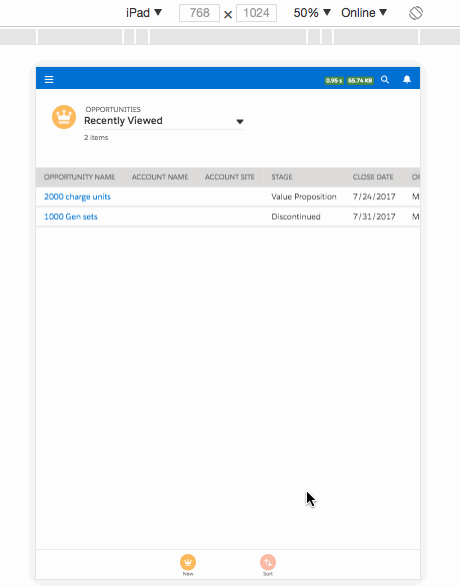 iPad ▼ 768 × 1024 50% ▼ Online ▼
0.95 s 65.74 KB
OPPORTUNITIES
Recently Viewed
2 items
OPPORTUNITY NAME ACCOUNT NAME ACCOUNT SITE STAGE CLOSE DATE OP
2000 charge units Value Proposition 7/24/2017 M
1000 Gen sets Discontinued 7/31/2017 M
New Sort